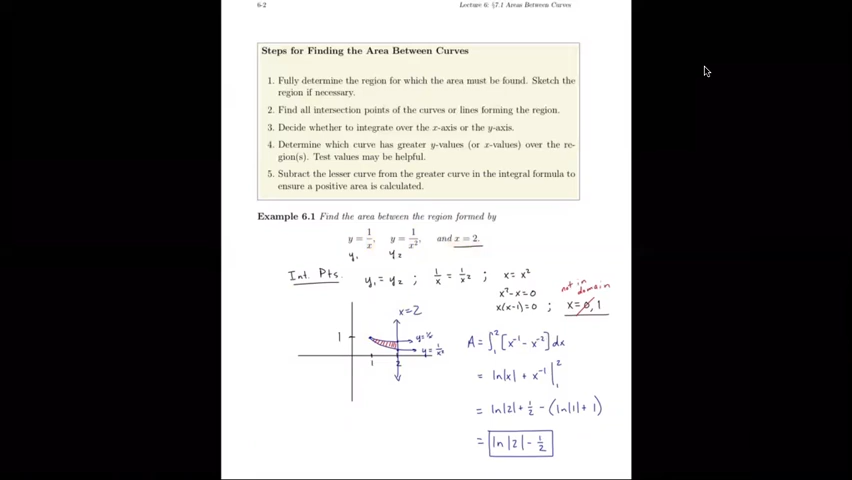 6-2 Lecture 6: §7.1 Areas Between Curves
Steps for Finding the Area Between Curves
1. Fully determine the region for which the area must be found. Sketch the
region if necessary.
2. Find all intersection points of the curves or lines forming the region.
3. Decide whether to integrate over the x-axis or the y-axis.
4. Determine which curve has greater y-values (or x-values) over the re-
gion(s). Test values may be helpful.
5. Subtract the lesser curve from the greater curve in the integral formula to
ensure a positive area is calculated.
Example 6.1 Find the area between the region formed by
y = 1/x, y = 1/x², and x = 2.
y₁ y₂
Int. Pts. y₁ = y₂ ; 1/x = 1/x² ; x = x²
x² - x = 0
x(x-1) = 0 ; x = 0, 1
not in
domain
x = 2
1
y = 1/x
y = 1/x²
1 2
A = ∫₁² [x⁻¹ - x⁻²] dx
= ln|x| + x⁻¹ |₁²
= ln|2| + 1/2 - (ln|1| + 1)
= ln|2| - 1/2